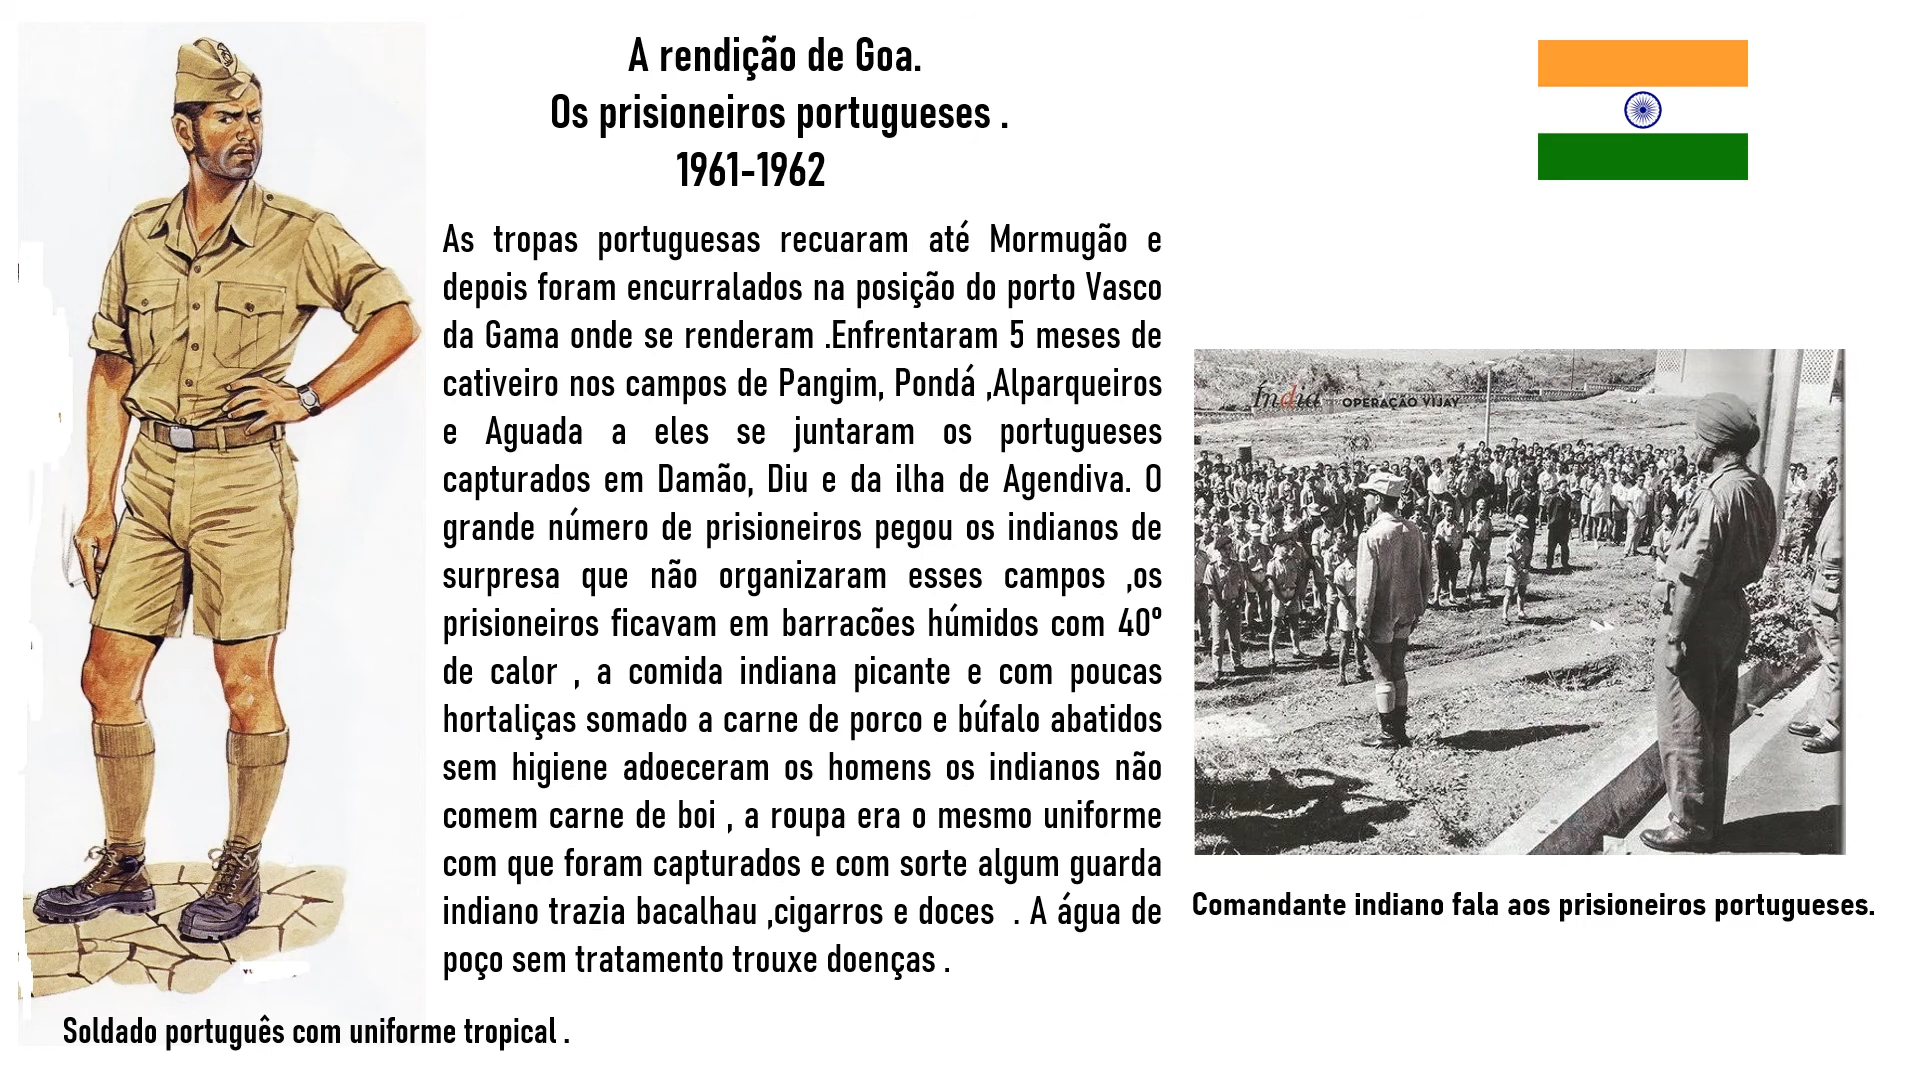 A rendição de Goa.
Os prisioneiros portugueses .
1961-1962
As tropas portuguesas recuaram até Mormugão e
depois foram encurralados na posição do porto Vasco
da Gama onde se renderam .Enfrentaram 5 meses de
cativeiro nos campos de Pangim, Pondá ,Alparqueiros
e Aguada a eles se juntaram os portugueses
capturados em Damão, Diu e da ilha de Agendiva. O
grande número de prisioneiros pegou os indianos de
surpresa que não organizaram esses campos ,os
prisioneiros ficavam em barracões húmidos com 40º
de calor , a comida indiana picante e com poucas
hortaliças somado a carne de porco e búfalo abatidos
sem higiene adoeceram os homens os indianos não
comem carne de boi , a roupa era o mesmo uniforme
com que foram capturados e com sorte algum guarda
indiano trazia bacalhau ,cigarros e doces . A água de
poço sem tratamento trouxe doenças .
Índia OPERAÇÃO VIJAY
Comandante indiano fala aos prisioneiros portugueses.
Soldado português com uniforme tropical .